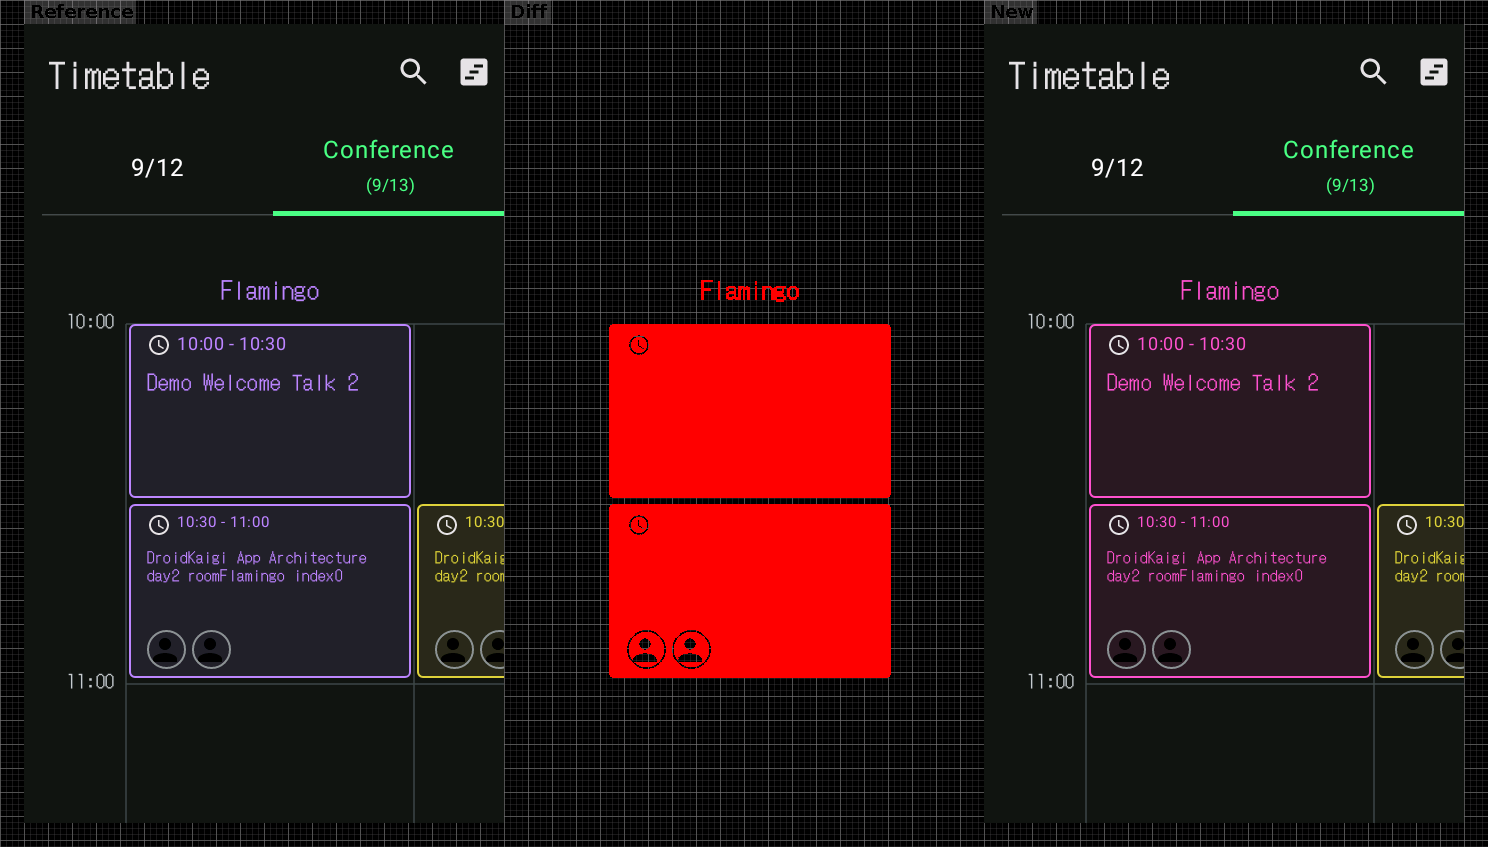 Reference
Timetable
9/12
Conference
(9/13)
Flamingo
10:00
10:00 - 10:30
Demo Welcome Talk 2
10:30 - 11:00
DroidKaigi App Architecture
day2 roomFlamingo index0
10:30
DroidKaig
day2 room
11:00
Diff
Flamingo
New
Timetable
9/12
Conference
(9/13)
Flamingo
10:00
10:00 - 10:30
Demo Welcome Talk 2
10:30 - 11:00
DroidKaigi App Architecture
day2 roomFlamingo index0
10:30
DroidKaig
day2 room
11:00